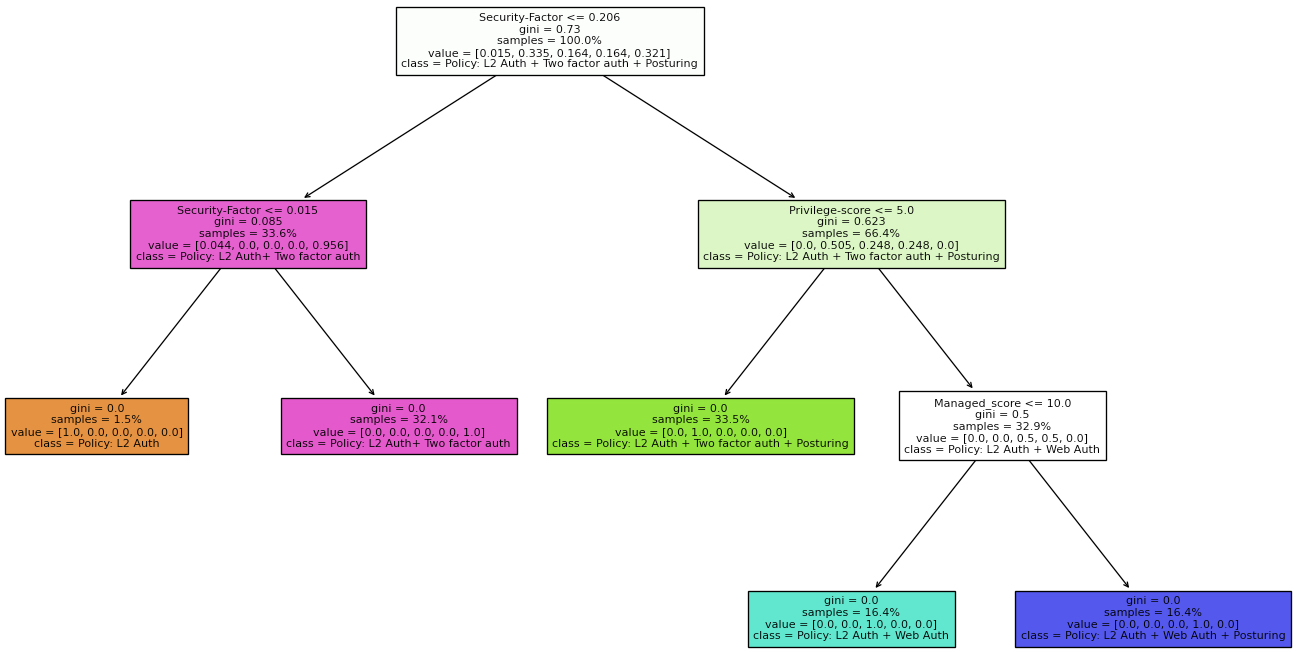 Security-Factor <= 0.206
gini = 0.73
samples = 100.0%
value = [0.015, 0.335, 0.164, 0.164, 0.321]
class = Policy: L2 Auth + Two factor auth + Posturing
Security-Factor <= 0.015
gini = 0.085
samples = 33.6%
value = [0.044, 0.0, 0.0, 0.0, 0.956]
class = Policy: L2 Auth+ Two factor auth
Privilege-score <= 5.0
gini = 0.623
samples = 66.4%
value = [0.0, 0.505, 0.248, 0.248, 0.0]
class = Policy: L2 Auth + Two factor auth + Posturing
gini = 0.0
samples = 1.5%
value = [1.0, 0.0, 0.0, 0.0, 0.0]
class = Policy: L2 Auth
gini = 0.0
samples = 32.1%
value = [0.0, 0.0, 0.0, 0.0, 1.0]
class = Policy: L2 Auth+ Two factor auth
gini = 0.0
samples = 33.5%
value = [0.0, 1.0, 0.0, 0.0, 0.0]
class = Policy: L2 Auth + Two factor auth + Posturing
Managed_score <= 10.0
gini = 0.5
samples = 32.9%
value = [0.0, 0.0, 0.5, 0.5, 0.0]
class = Policy: L2 Auth + Web Auth
gini = 0.0
samples = 16.4%
value = [0.0, 0.0, 1.0, 0.0, 0.0]
class = Policy: L2 Auth + Web Auth
gini = 0.0
samples = 16.4%
value = [0.0, 0.0, 0.0, 1.0, 0.0]
class = Policy: L2 Auth + Web Auth + Posturing